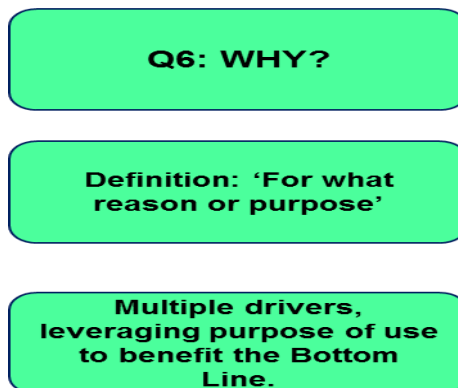 Q6: WHY?
Definition: ‘For what
reason or purpose’
Multiple drivers,
leveraging purpose of use
to benefit the Bottom
Line.